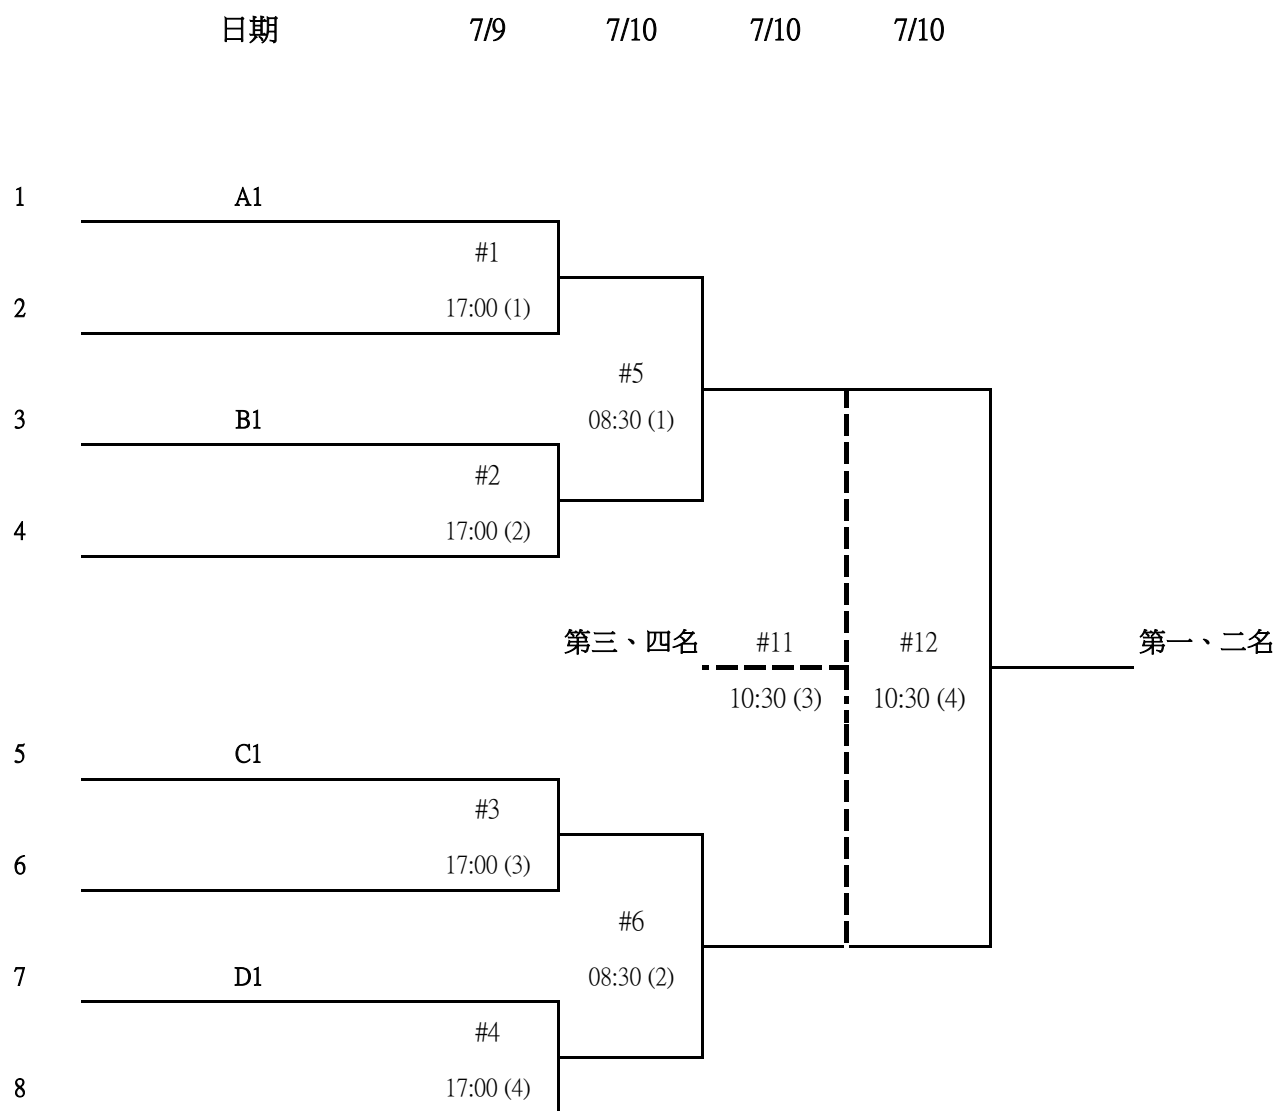 日期 7/9 7/10 7/10 7/10
1 A1
#1
2 17:00 (1)
#5
3 B1 08:30 (1)
#2
4 17:00 (2)
第三、四名 #11 #12 第一、二名
10:30 (3) 10:30 (4)
5 C1
#3
6 17:00 (3)
#6
7 D1 08:30 (2)
#4
8 17:00 (4)